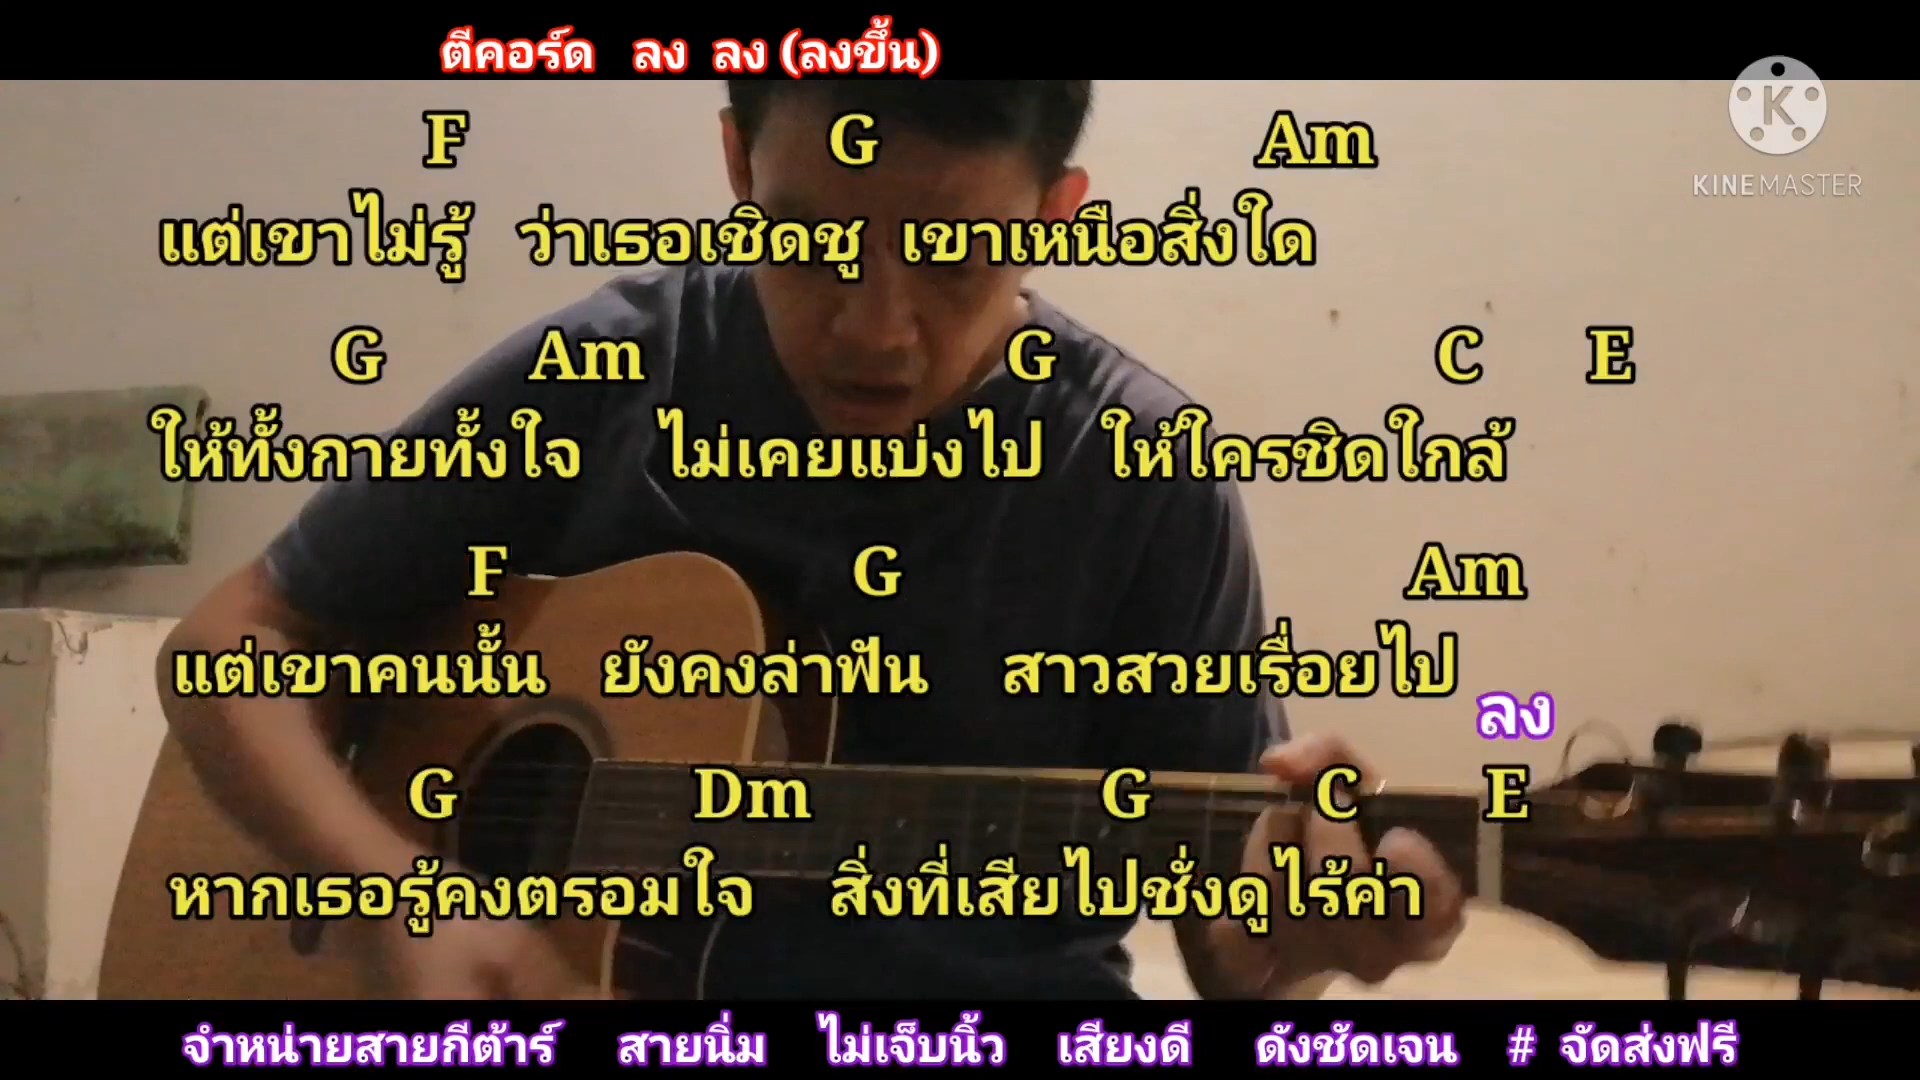 ตีคอร์ด ลง ลง (ลงขึ้น)
KINEMASTER
F G Am
แต่เขาไม่รู้ ว่าเธอเชิดชู เขาเหนือสิ่งใด
G Am G C E
ให้ทั้งกายทั้งใจ ไม่เคยแบ่งไป ให้ใครชิดใกล้
F G Am
แต่เขาคนนั้น ยังคงล่าฟัน สาวสวยเรื่อยไป
ลง
G Dm G C E
หากเธอรู้คงตรอมใจ สิ่งที่เสียไปชั่งดูไร้ค่า
จำหน่ายสายกีต้าร์ สายนิ่ม ไม่เจ็บนิ้ว เสียงดี ดังชัดเจน # จัดส่งฟรี